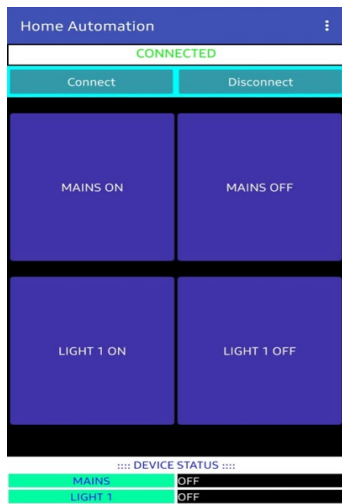 Home Automation
CONNECTED
Connect Disconnect
MAINS ON MAINS OFF
LIGHT 1 ON LIGHT 1 OFF
:::: DEVICE STATUS ::::
MAINS OFF
LIGHT 1 OFF